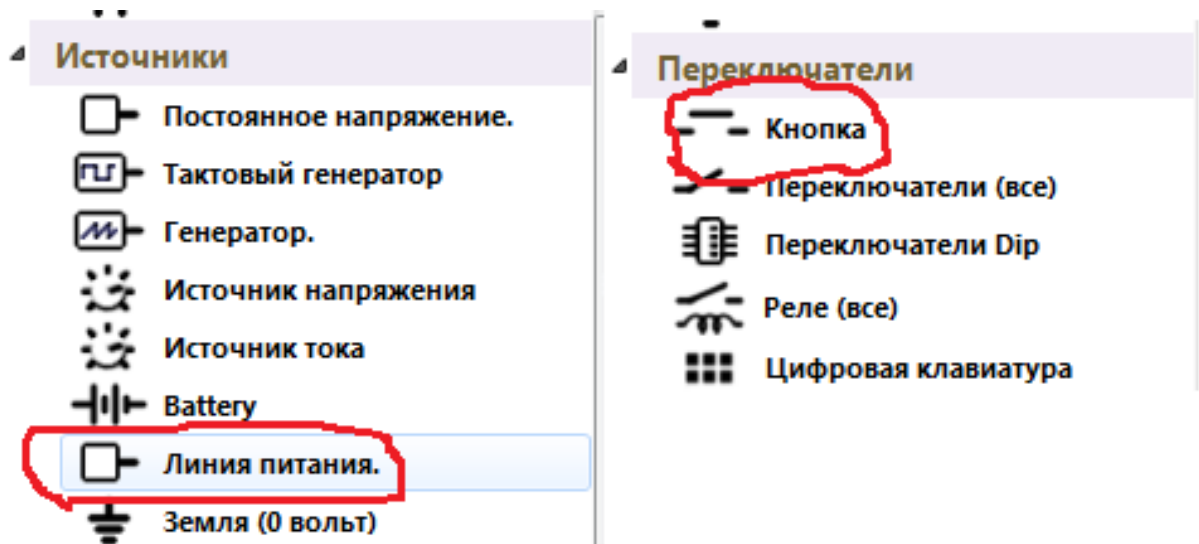 Источники
Постоянное напряжение.
Тактовый генератор
Генератор.
Источник напряжения
Источник тока
Battery
Линия питания.
Земля (0 вольт)
Переключатели
Кнопка
Переключатели (все)
Переключатели Dip
Реле (все)
Цифровая клавиатура